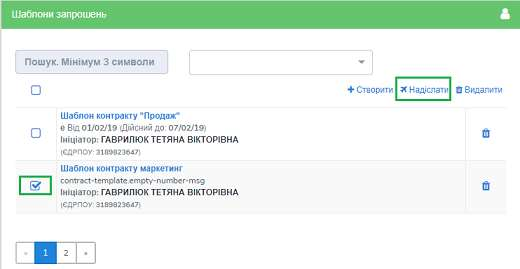 Шаблони запрошень
Пошук. Мінімум 3 символи
Створити Надіслати Видалити
Шаблон контракту "Продаж"
е Від 01/02/19 (Дійсний до: 07/02/19)
Ініціатор: ГАВРИЛЮК ТЕТЯНА ВІКТОРІВНА
(ЄДРПОУ: 3189823647)
Шаблон контракту маркетинг
contract-template.empty-number-msg
Ініціатор: ГАВРИЛЮК ТЕТЯНА ВІКТОРІВНА
(ЄДРПОУ: 3189823647)
« 1 2 »